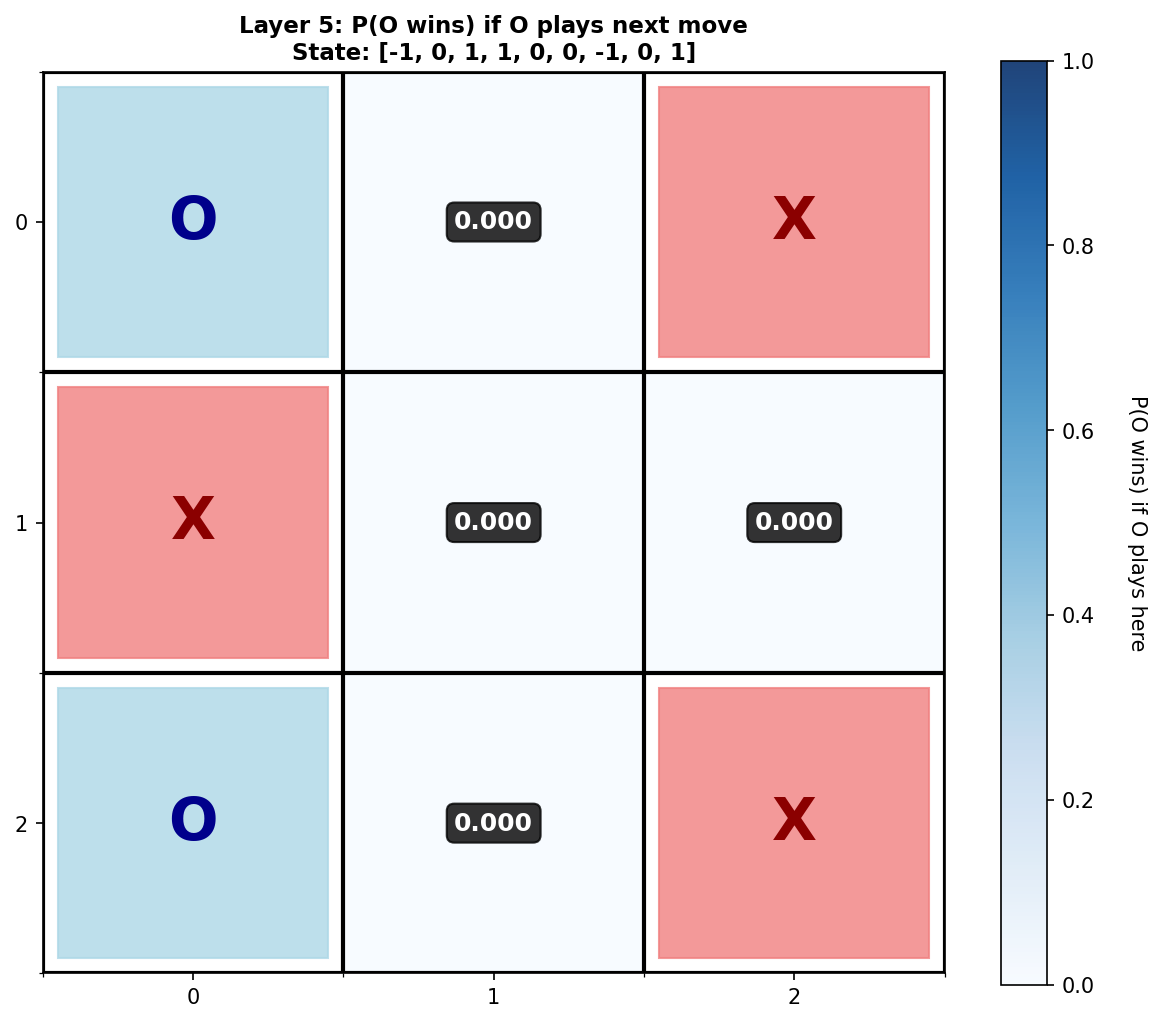 Layer 5: P(O wins) if O plays next move
State: [-1, 0, 1, 1, 0, 0, -1, 0, 1]
O
0.000
X
X
0.000
0.000
O
0.000
X
0
1
2
0
1
2
1.0
0.8
0.6
0.4
0.2
0.0
P(O wins) if O plays here